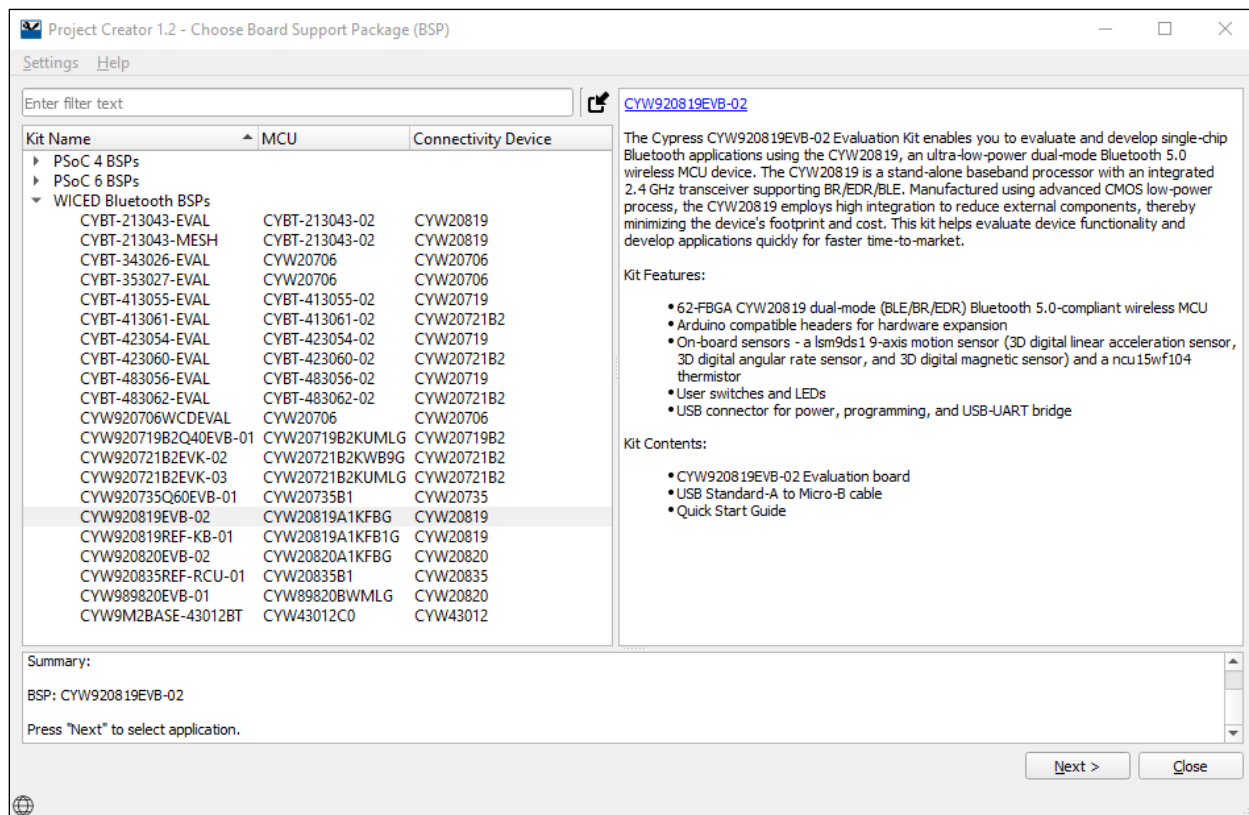 Project Creator 1.2 - Choose Board Support Package (BSP)
Settings Help
Enter filter text
Kit Name MCU Connectivity Device
PSoC 4 BSPs
PSoC 6 BSPs
WICED Bluetooth BSPs
CYBT-213043-EVAL CYBT-213043-02 CYW20819
CYBT-213043-MESH CYBT-213043-02 CYW20819
CYBT-343026-EVAL CYW20706 CYW20706
CYBT-353027-EVAL CYW20706 CYW20706
CYBT-413055-EVAL CYBT-413055-02 CYW20719
CYBT-413061-EVAL CYBT-413061-02 CYW20721B2
CYBT-423054-EVAL CYBT-423054-02 CYW20719
CYBT-423060-EVAL CYBT-423060-02 CYW20721B2
CYBT-483056-EVAL CYBT-483056-02 CYW20719
CYBT-483062-EVAL CYBT-483062-02 CYW20721B2
CYW920706WCDEVAL CYW20706 CYW20706
CYW920719B2Q40EVB-01 CYW20719B2KUMLG CYW20719B2
CYW920721B2EVK-02 CYW20721B2KWB9G CYW20721B2
CYW920721B2EVK-03 CYW20721B2KUMLG CYW20721B2
CYW920735Q60EVB-01 CYW20735B1 CYW20735
CYW920819EVB-02 CYW20819A1KFBG CYW20819
CYW920819REF-KB-01 CYW20819A1KFB1G CYW20819
CYW920820EVB-02 CYW20820A1KFBG CYW20820
CYW920835REF-RCU-01 CYW20835B1 CYW20835
CYW989820EVB-01 CYW89820BWMLG CYW20820
CYW9M2BASE-43012BT CYW43012C0 CYW43012
CYW920819EVB-02
The Cypress CYW920819EVB-02 Evaluation Kit enables you to evaluate and develop single-chip
Bluetooth applications using the CYW20819, an ultra-low-power dual-mode Bluetooth 5.0
wireless MCU device. The CYW20819 is a stand-alone baseband processor with an integrated
2.4 GHz transceiver supporting BR/EDR/BLE. Manufactured using advanced CMOS low-power
process, the CYW20819 employs high integration to reduce external components, thereby
minimizing the device's footprint and cost. This kit helps evaluate device functionality and
develop applications quickly for faster time-to-market.
Kit Features:
• 62-FBGA CYW20819 dual-mode (BLE/BR/EDR) Bluetooth 5.0-compliant wireless MCU
• Arduino compatible headers for hardware expansion
• On-board sensors - a lsm9ds1 9-axis motion sensor (3D digital linear acceleration sensor,
3D digital angular rate sensor, and 3D digital magnetic sensor) and a ncu15wf104
thermistor
• User switches and LEDs
• USB connector for power, programming, and USB-UART bridge
Kit Contents:
• CYW920819EVB-02 Evaluation board
• USB Standard-A to Micro-B cable
• Quick Start Guide
Summary:
BSP: CYW920819EVB-02
Press "Next" to select application.
Next > Close